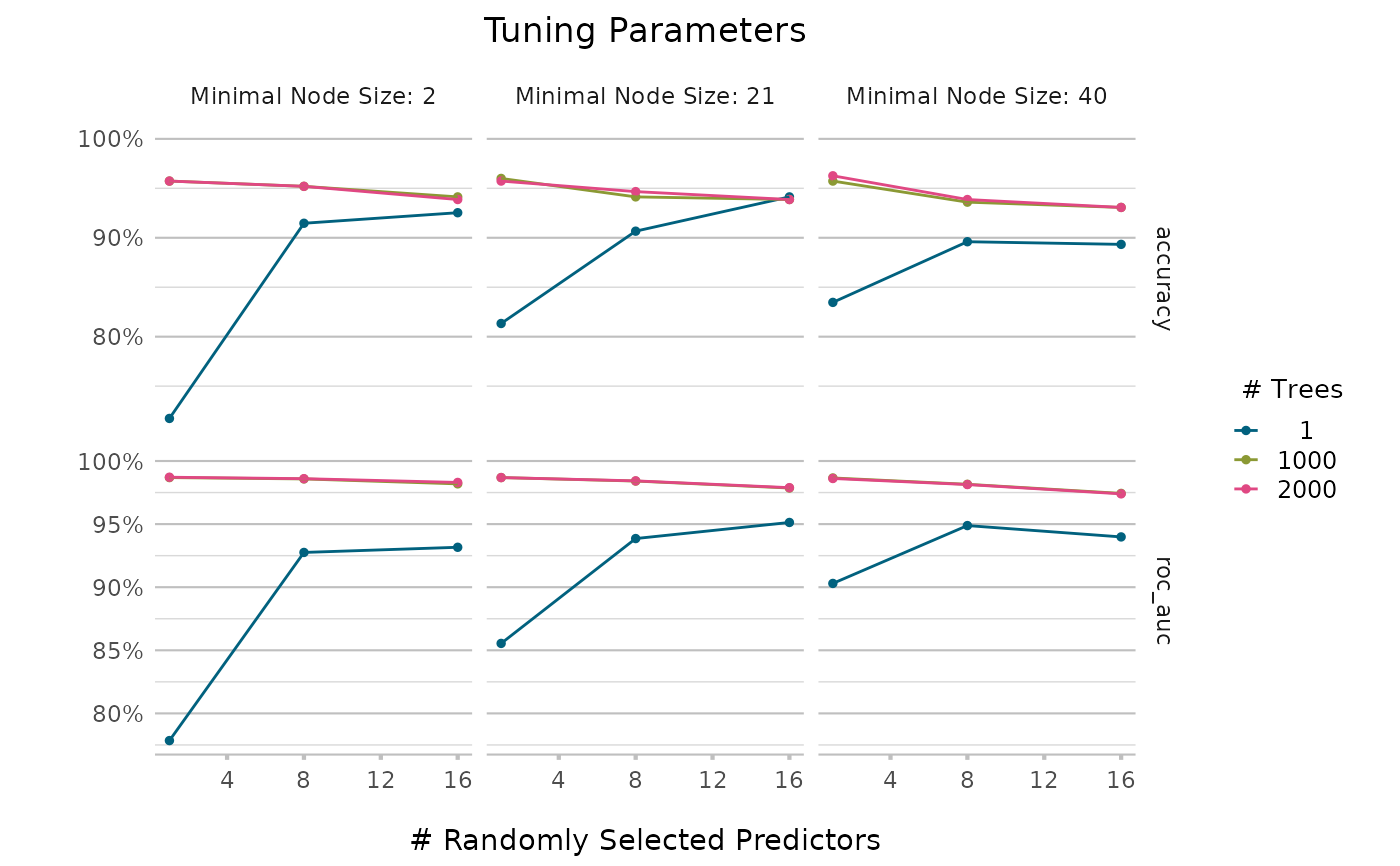 Tuning Parameters
Minimal Node Size: 2
Minimal Node Size: 21
Minimal Node Size: 40
100%
90%
80%
accuracy
100%
95%
90%
85%
80%
roc_auc
4 8 12 16
4 8 12 16
4 8 12 16
# Randomly Selected Predictors
# Trees
1
1000
2000